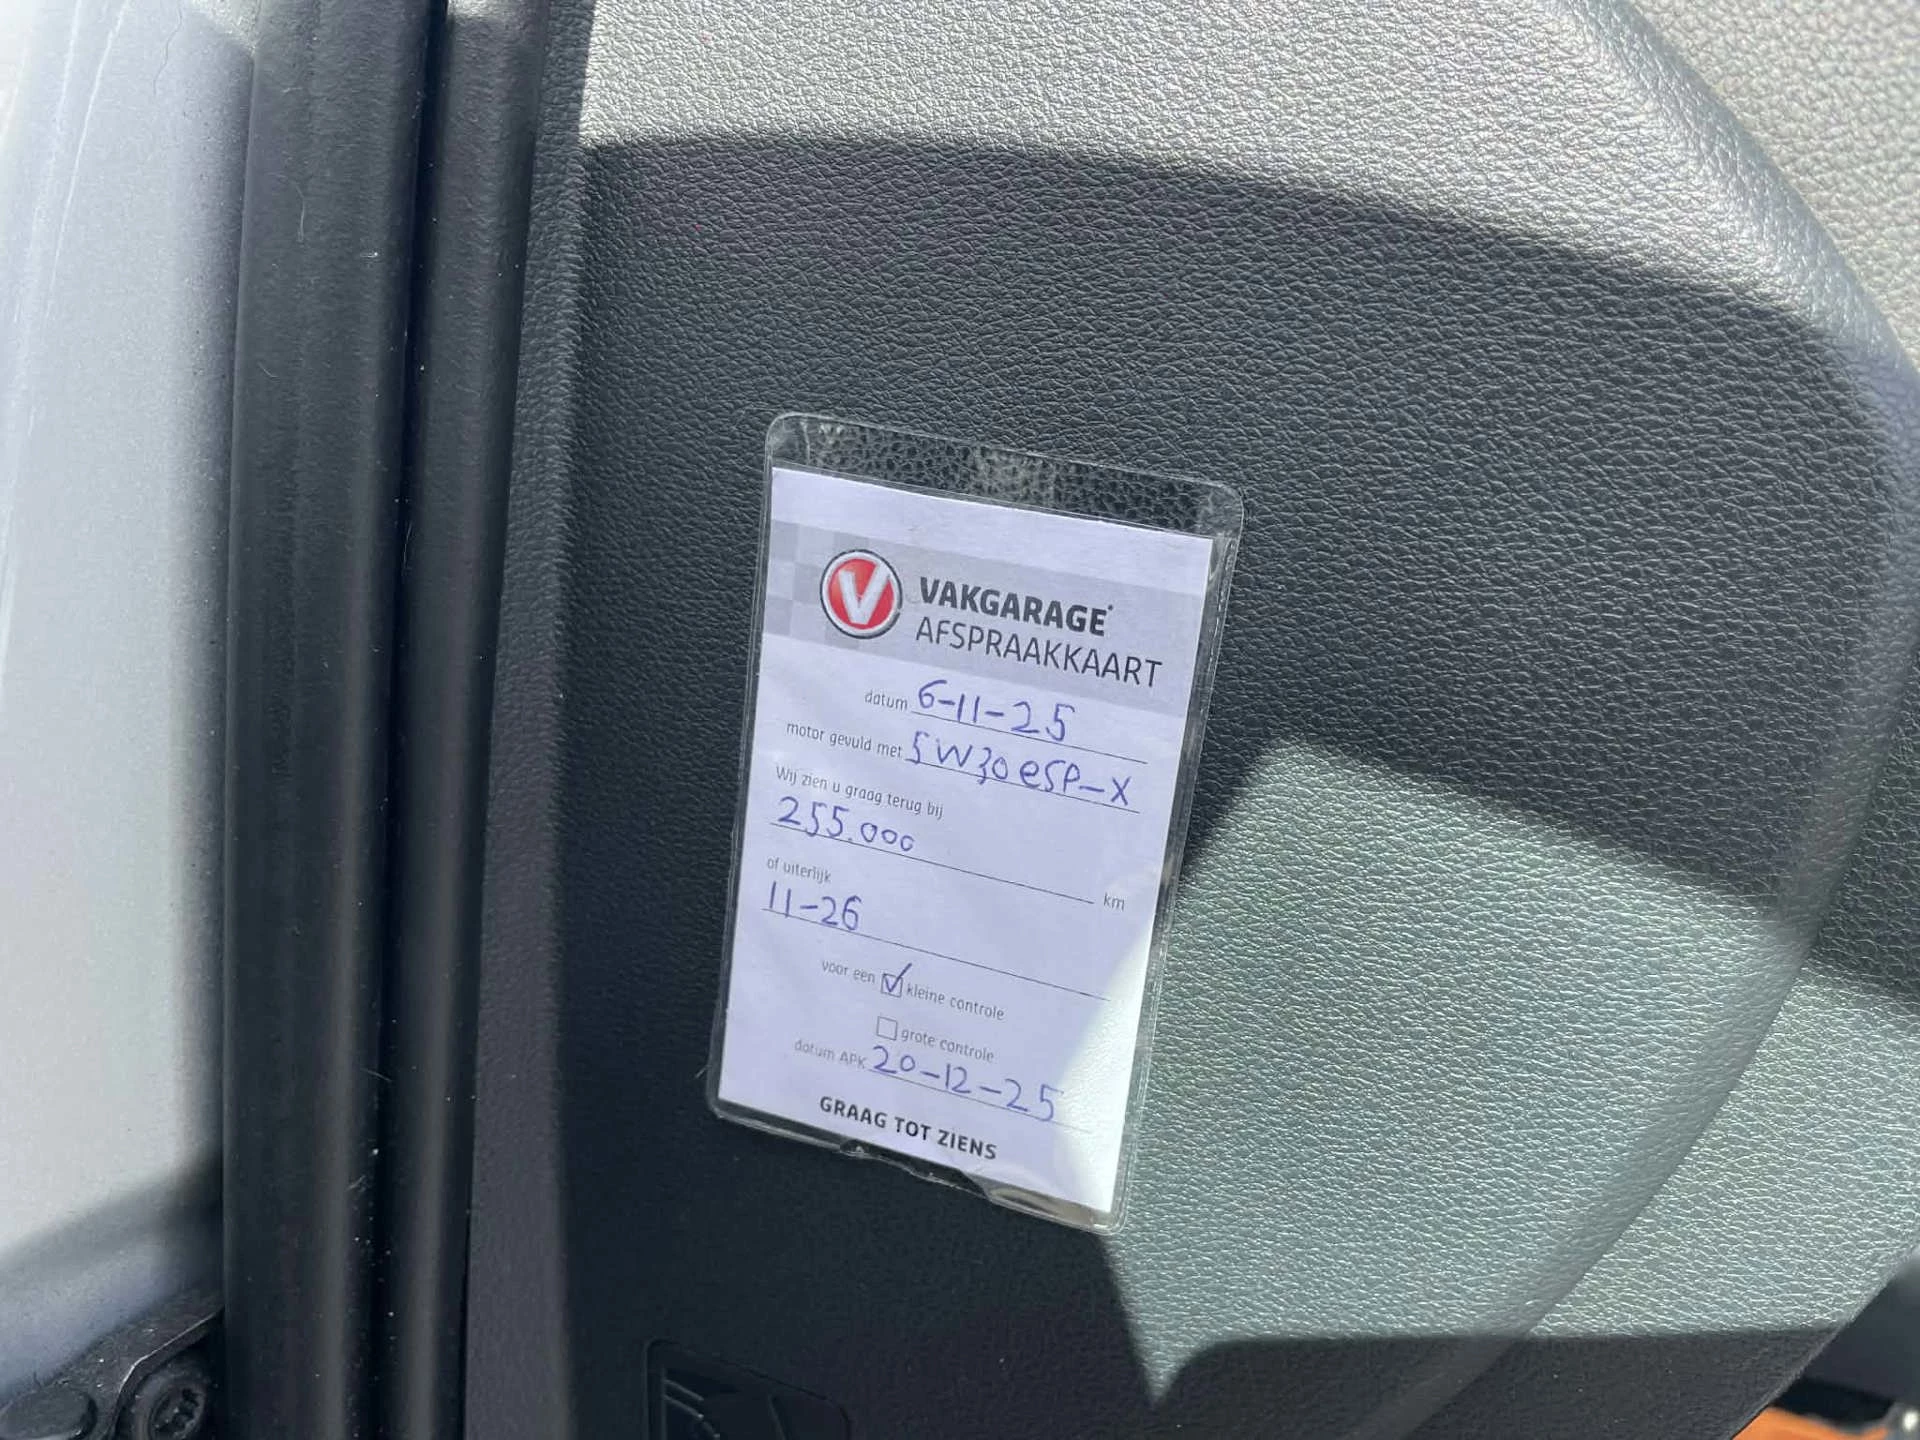 V VAKGARAGE
AFSPRAAKKAART
datum 6-11-25
motor gevuld met 5W30 eSP-X
Wij zien u graag terug bij
255.000 km
of uiterlijk
11-26
voor een ☑ kleine controle
☐ grote controle
datum APK 20-12-25
GRAAG TOT ZIENS